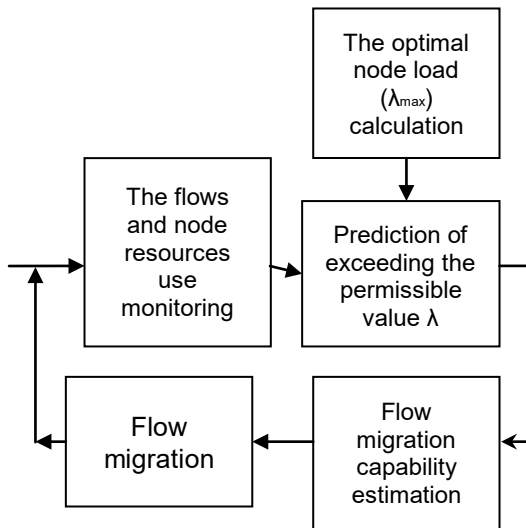 The optimal
node load
(λmax)
calculation
The flows
and node
resources
use
monitoring
Prediction of
exceeding the
permissible
value λ
Flow
migration
Flow
migration
capability
estimation